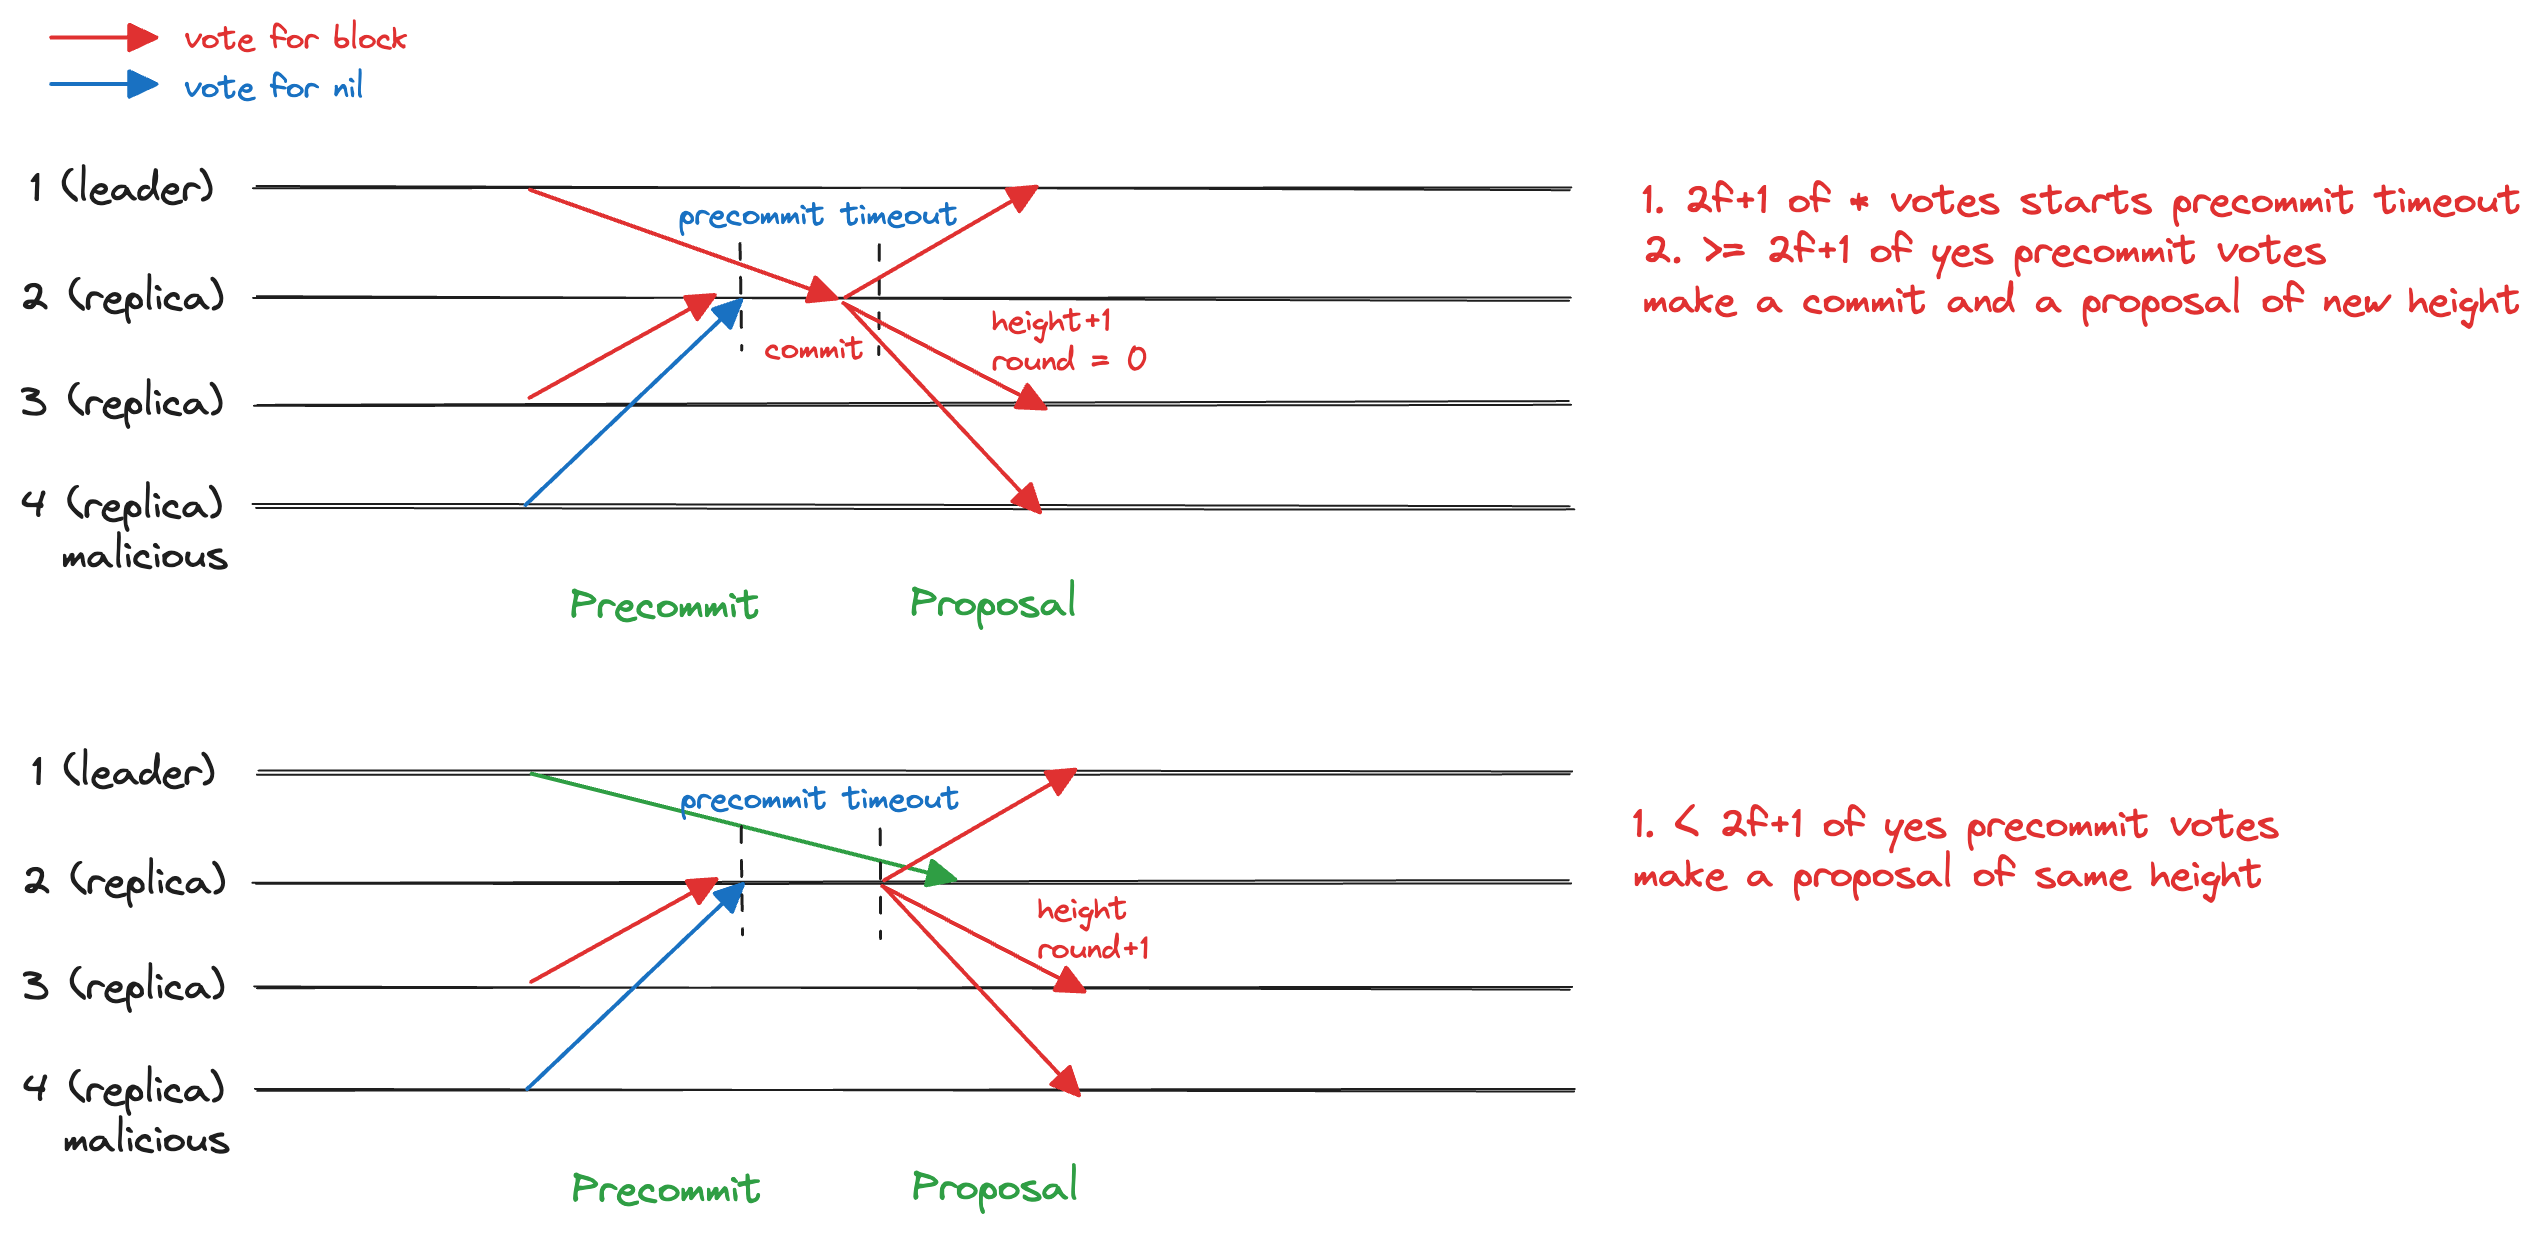 vote for block
vote for nil
1 (leader)
precommit timeout
2 (replica)
height+1
round = 0
commit
3 (replica)
4 (replica)
malicious
Precommit
Proposal
1. 2f+1 of * votes starts precommit timeout
2. >= 2f+1 of yes precommit votes
make a commit and a proposal of new height
1 (leader)
precommit timeout
2 (replica)
height
round+1
3 (replica)
4 (replica)
malicious
Precommit
Proposal
1. < 2f+1 of yes precommit votes
make a proposal of same height